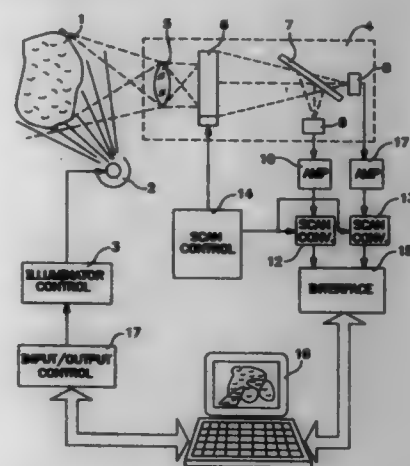 1
5
6
7
4
8
9
10
AMP
17
AMP
2
14
SCAN CONTROL
SCAN CONV.
SCAN CONV.
13
12
15
INTERFACE
3
ILLUMINATOR CONTROL
17
INPUT/OUTPUT CONTROL
16